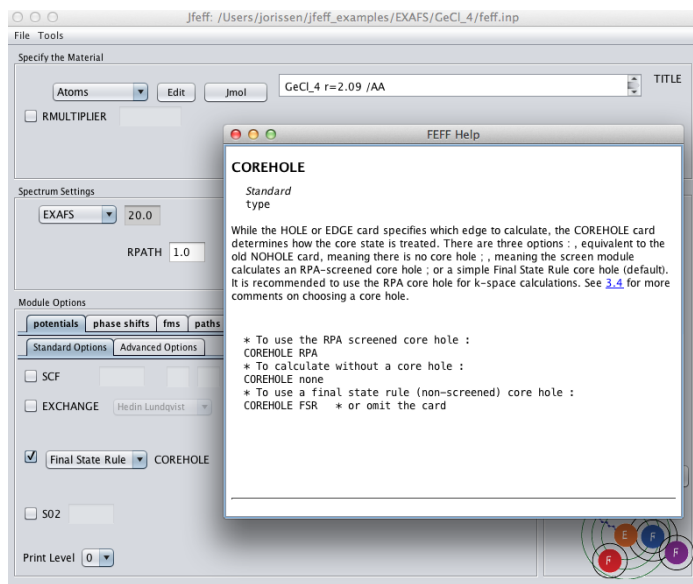 Jfeff: /Users/jorissen/jfeff_examples/EXAFS/GeCl_4/feff.inp
File Tools
Specify the Material
Atoms Edit Jmol GeCl_4 r=2.09 /AA TITLE
RMULTIPLIER
Spectrum Settings
EXAFS 20.0
RPATH 1.0
Module Options
potentials phase shifts fms paths
Standard Options Advanced Options
SCF
EXCHANGE Hedin Lundqvist
Final State Rule COREHOLE
S02
Print Level 0
FEFF Help
COREHOLE
Standard
type
While the HOLE or EDGE card specifies which edge to calculate, the COREHOLE card
determines how the core state is treated. There are three options : , equivalent to the
old NOHOLE card, meaning there is no core hole ; , meaning the screen module
calculates an RPA-screened core hole ; or a simple Final State Rule core hole (default).
It is recommended to use the RPA core hole for k-space calculations. See 3.4 for more
comments on choosing a core hole.
* To use the RPA screened core hole :
COREHOLE RPA
* To calculate without a core hole :
COREHOLE none
* To use a final state rule (non-screened) core hole :
COREHOLE FSR * or omit the card
E F
F F